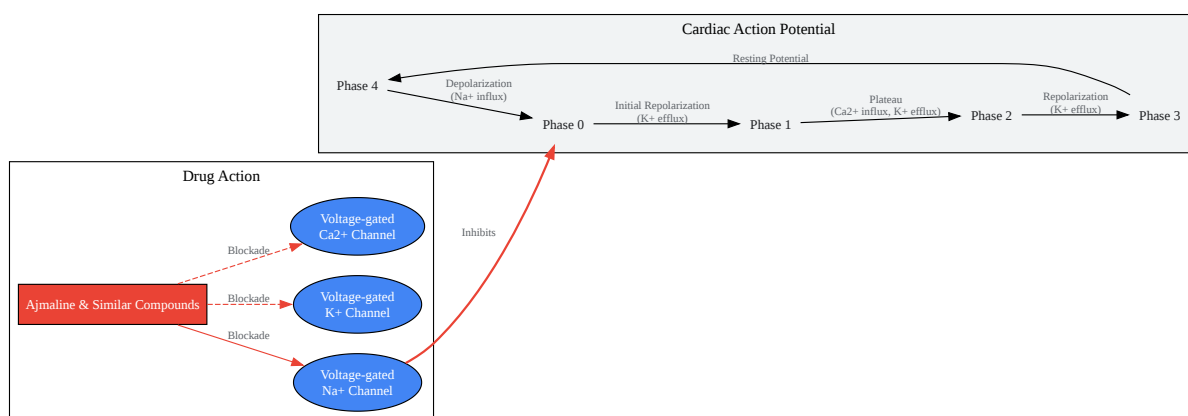 Cardiac Action Potential
Resting Potential
Phase 4
Depolarization
(Na+ influx)
Phase 0
Initial Repolarization
(K+ efflux)
Phase 1
Plateau
(Ca2+ influx, K+ efflux)
Phase 2
Repolarization
(K+ efflux)
Phase 3
Drug Action
Ajmaline & Similar Compounds
Blockade
Voltage-gated
Ca2+ Channel
Blockade
Voltage-gated
K+ Channel
Blockade
Voltage-gated
Na+ Channel
Inhibits